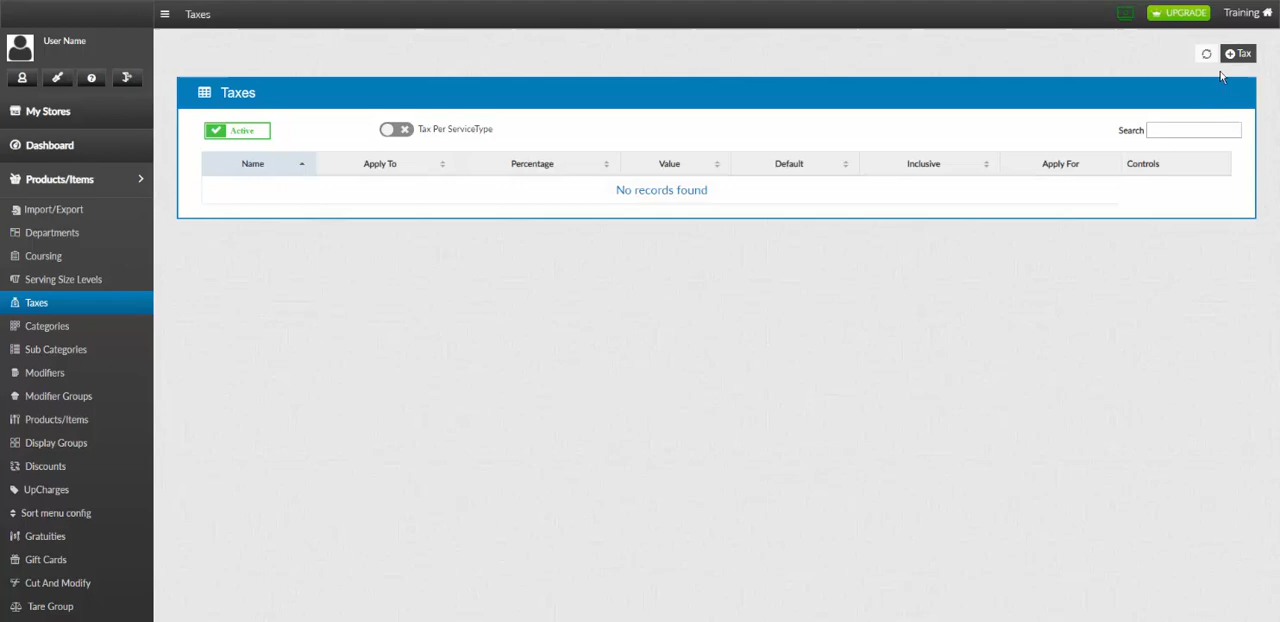 Taxes
UPGRADE
Training
User Name
Tax
My Stores
Dashboard
Products/Items
Import/Export
Departments
Coursing
Serving Size Levels
Taxes
Categories
Sub Categories
Modifiers
Modifier Groups
Products/Items
Display Groups
Discounts
UpCharges
Sort menu config
Gratuities
Gift Cards
Cut And Modify
Tare Group
Taxes
Active
Tax Per ServiceType
Search
Name Apply To Percentage Value Default Inclusive Apply For Controls
No records found